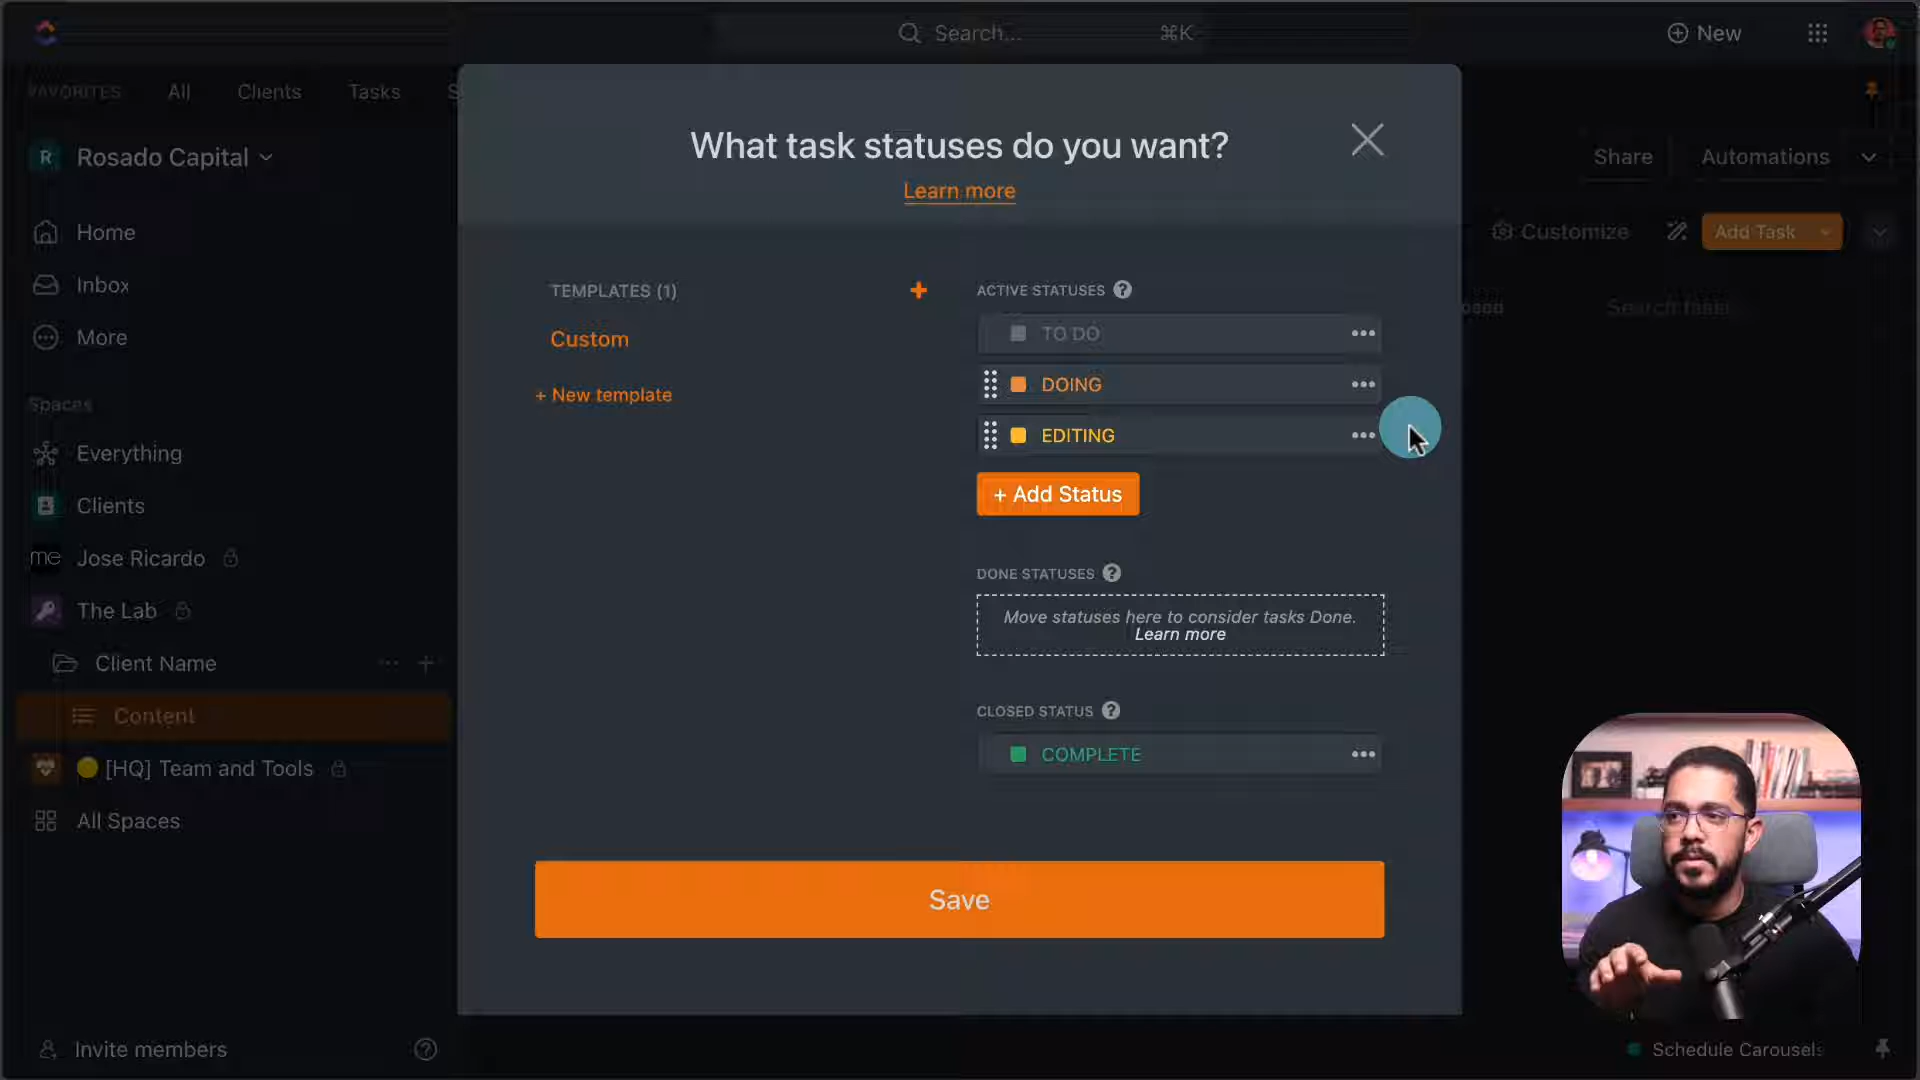 Search... ⌘K
New
FAVORITES All Clients Tasks S
R Rosado Capital
Share Automations
Home
Customize Add Task
Inbox
More
Spaces
Everything
Clients
me Jose Ricardo
The Lab
Client Name
Content
[HQ] Team and Tools
All Spaces
Invite members
What task statuses do you want?
Learn more
TEMPLATES (1) +
Custom
+ New template
ACTIVE STATUSES ?
TO DO
DOING
EDITING
+ Add Status
DONE STATUSES ?
Move statuses here to consider tasks Done.
Learn more
CLOSED STATUS ?
COMPLETE
Save
Schedule Carousels